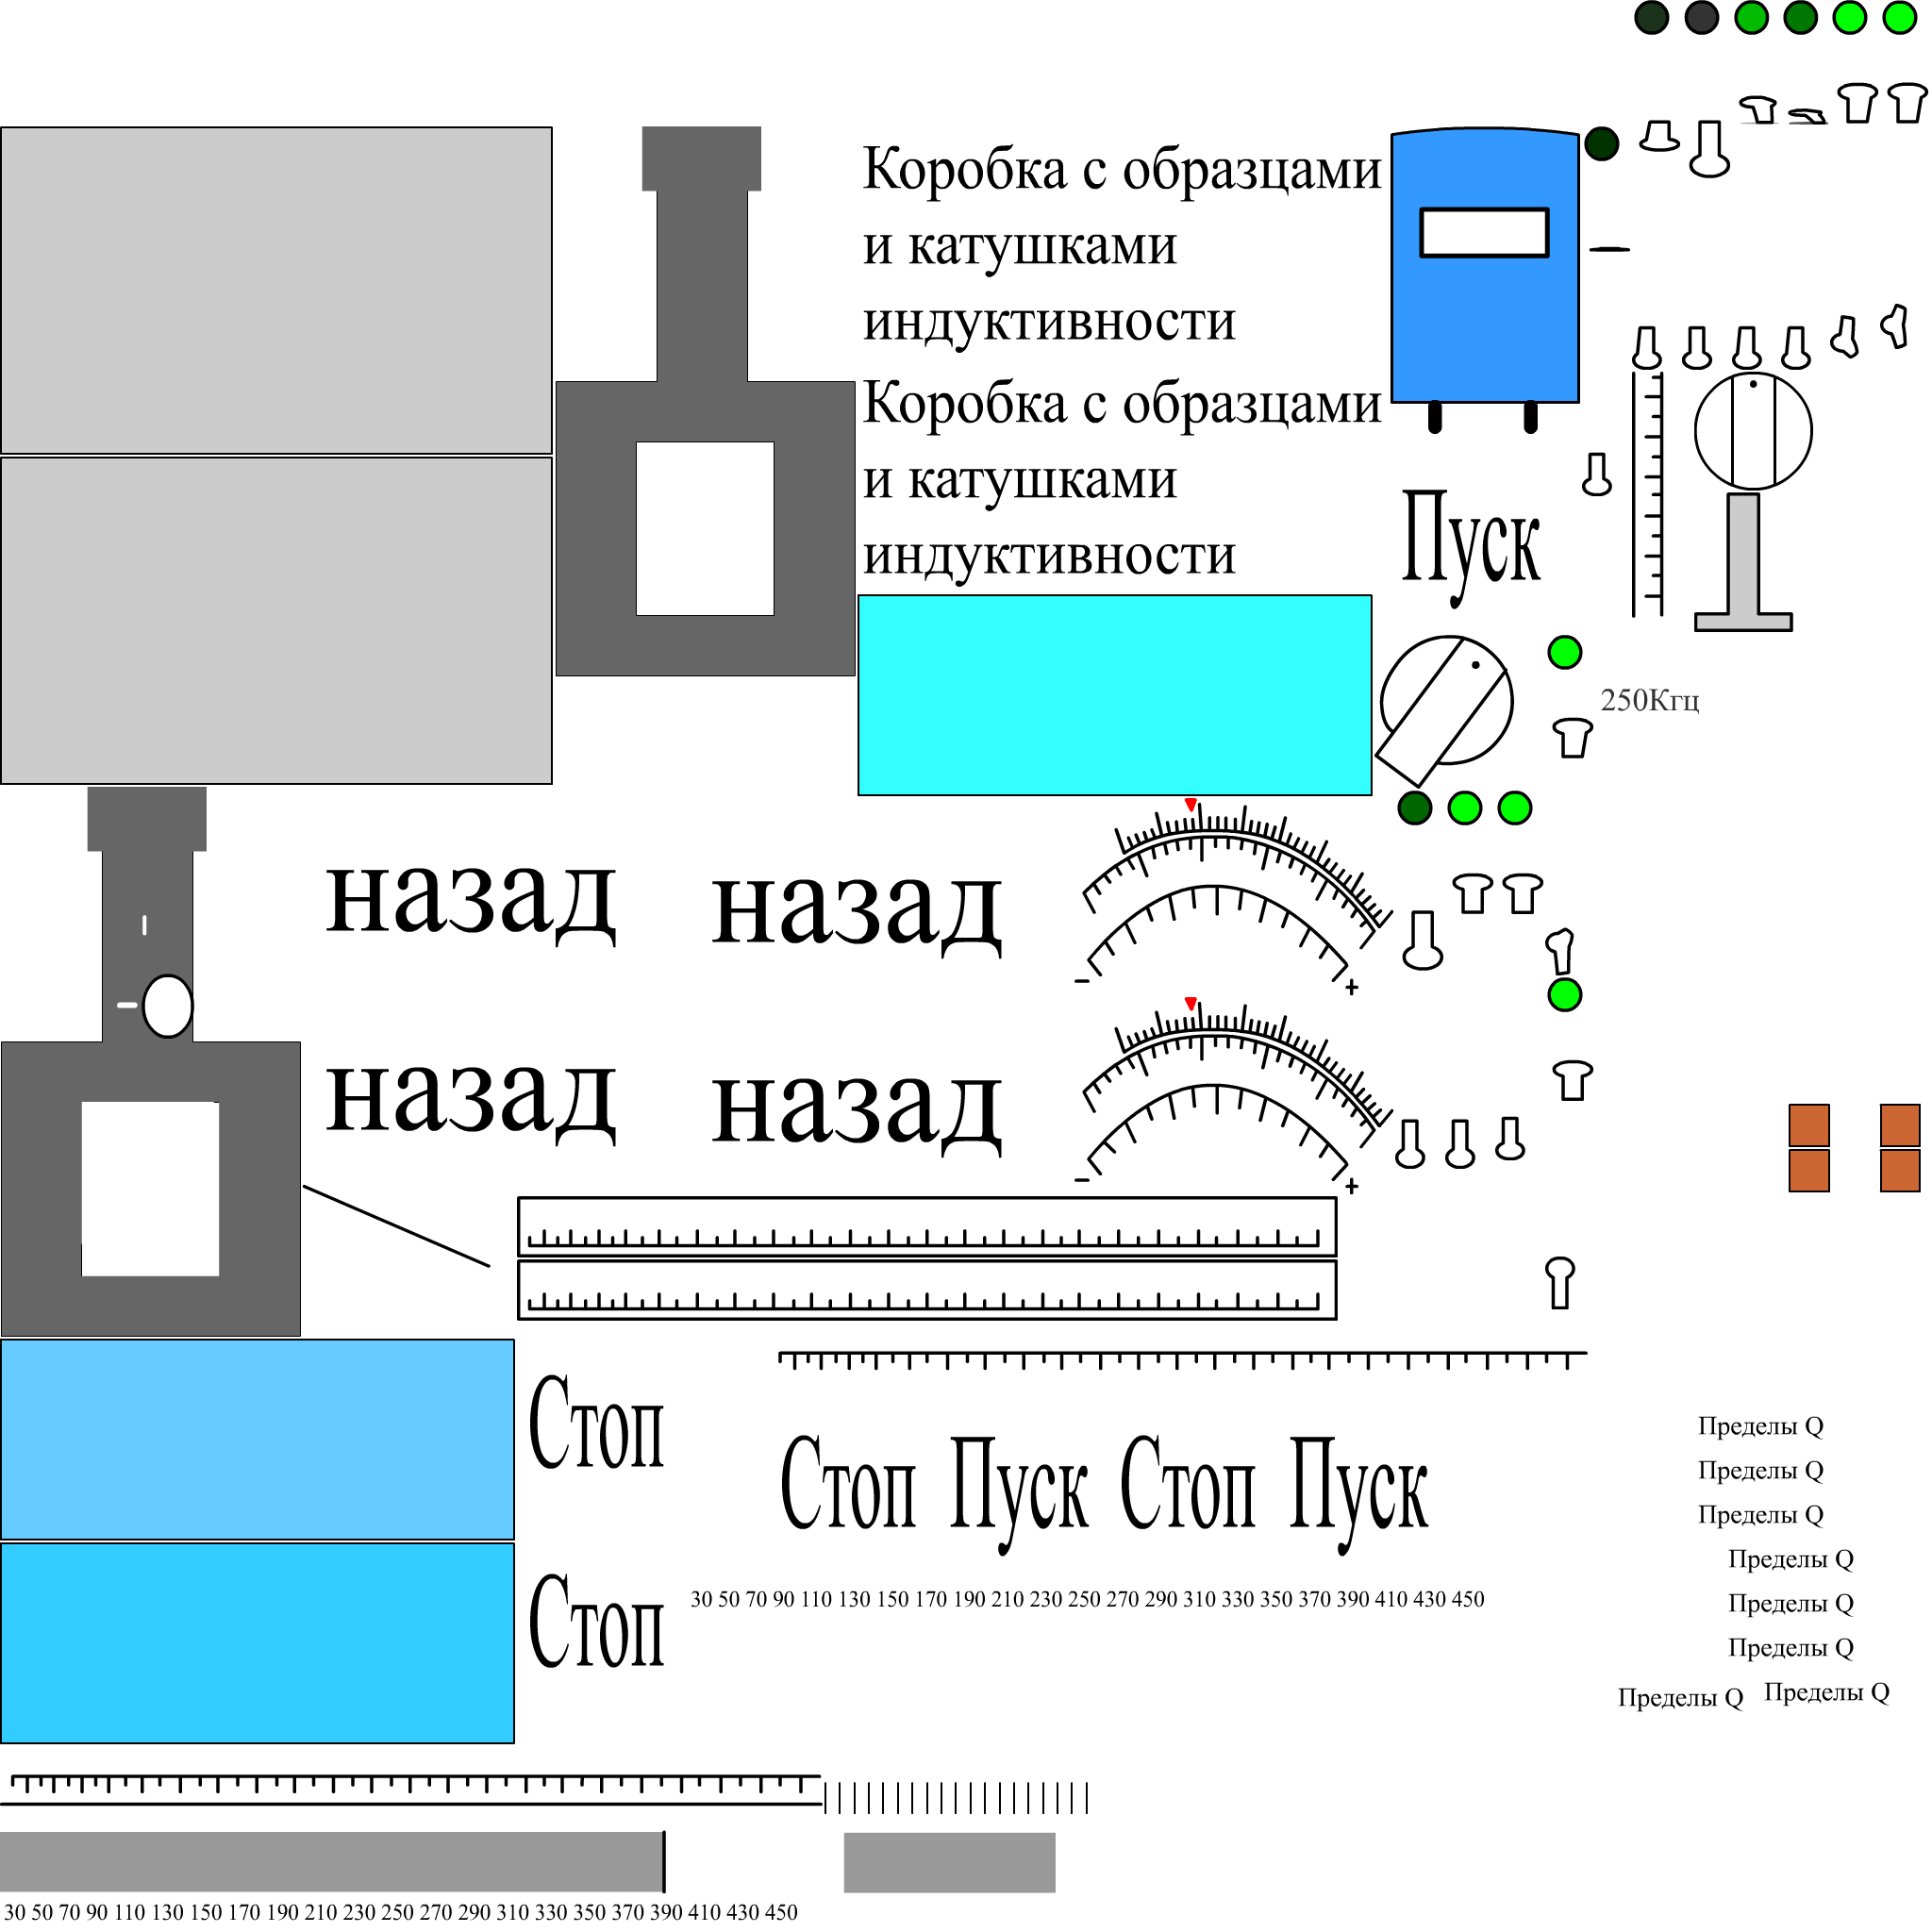 Коробка с образцами
и катушками
индуктивности
Коробка с образцами
и катушками
индуктивности
Пуск
250Кгц
назад
назад
назад
назад
Стоп
Стоп Пуск Стоп Пуск
Стоп
30 50 70 90 110 130 150 170 190 210 230 250 270 290 310 330 350 370 390 410 430 450
Пределы Q
Пределы Q
Пределы Q
Пределы Q
Пределы Q
Пределы Q
Пределы Q
Пределы Q
30 50 70 90 110 130 150 170 190 210 230 250 270 290 310 330 350 370 390 410 430 450